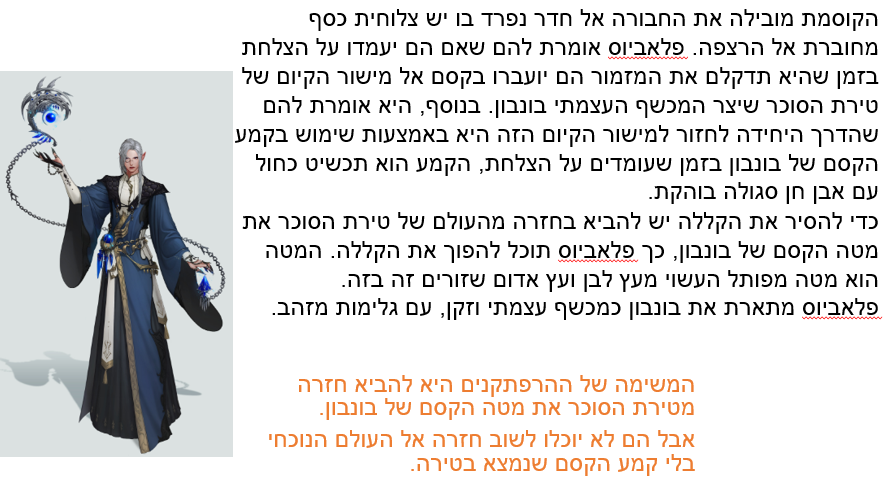 הקוסמת מובילה את החבורה אל חדר נפרד בו יש צלוחית כסף
מחוברת אל הרצפה. פלאביוס אומרת להם שאם הם יעמדו על הצלחת
בזמן שהיא תדקלם את המזמור הם יועברו בקסם אל מישור הקיום של
טירת הסוכר שיצר המכשף העצמתי בונבון. בנוסף, היא אומרת להם
שהדרך היחידה לחזור למישור הקיום הזה היא באמצעות שימוש בקמע
הקסם של בונבון בזמן שעומדים על הצלחת, הקמע הוא תכשיט כחול
עם אבן חן סגולה בוהקת.
כדי להסיר את הקללה יש להביא בחזרה מהעולם של טירת הסוכר את
מטה הקסם של בונבון, כך פלאביוס תוכל להפוך את הקללה. המטה
הוא מטה מפותל העשוי מעץ לבן ועץ אדום שזורים זה בזה.
פלאביוס מתארת את בונבון כמכשף עצמתי וזקן, עם גלימות מזהב.
המשימה של ההרפתקנים היא להביא חזרה
מטירת הסוכר את מטה הקסם של בונבון.
אבל הם לא יוכלו לשוב חזרה אל העולם הנוכחי
בלי קמע הקסם שנמצא בטירה.